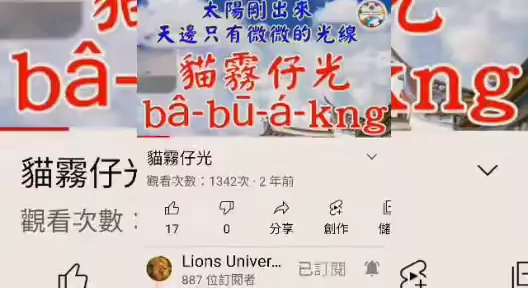 太陽剛出來
天邊只有微微的光線
貓霧仔光
bâ-bū-á-kng
貓霧仔光
觀看次數：1342次 · 2 年前
17
0
分享
創作
儲
Lions Univer...
已訂閱
887 位訂閱者
bâ-b
kng
貓霧仔光
觀看次數：